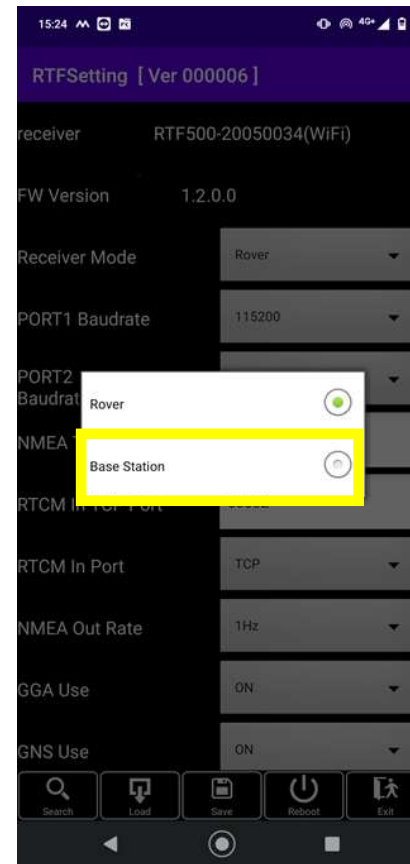 15:24
4G+
RTFSetting [ Ver 000006 ]
receiver RTF500-20050034(WiFi)
FW Version 1.2.0.0
Receiver Mode Rover
PORT1 Baudrate 115200
PORT2
Baudrat
Rover
NMEA
Base Station
RTCM In TCP Port
RTCM In Port TCP
NMEA Out Rate 1Hz
GGA Use ON
GNS Use ON
Search Load Save Reboot Exit